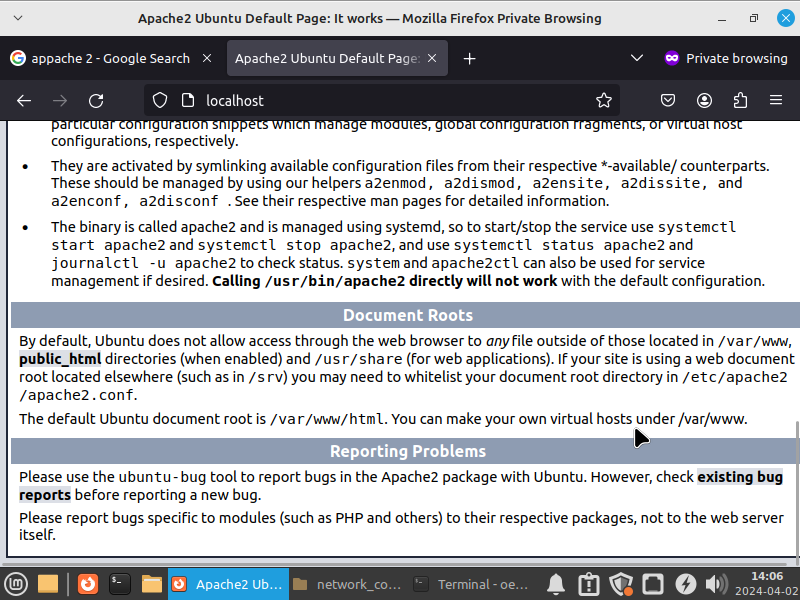 Apache2 Ubuntu Default Page: It works — Mozilla Firefox Private Browsing
appache 2 - Google Search
Apache2 Ubuntu Default Page:
Private browsing
localhost
particular configuration snippets which manage modules, global configuration fragments, or virtual host
configurations, respectively.
• They are activated by symlinking available configuration files from their respective *-available/ counterparts.
These should be managed by using our helpers a2enmod, a2dismod, a2ensite, a2dissite, and
a2enconf, a2disconf . See their respective man pages for detailed information.
• The binary is called apache2 and is managed using systemd, so to start/stop the service use systemctl
start apache2 and systemctl stop apache2, and use systemctl status apache2 and
journalctl -u apache2 to check status. system and apache2ctl can also be used for service
management if desired. Calling /usr/bin/apache2 directly will not work with the default configuration.
Document Roots
By default, Ubuntu does not allow access through the web browser to any file outside of those located in /var/www,
public_html directories (when enabled) and /usr/share (for web applications). If your site is using a web document
root located elsewhere (such as in /srv) you may need to whitelist your document root directory in /etc/apache2
/apache2.conf.
The default Ubuntu document root is /var/www/html. You can make your own virtual hosts under /var/www.
Reporting Problems
Please use the ubuntu-bug tool to report bugs in the Apache2 package with Ubuntu. However, check existing bug
reports before reporting a new bug.
Please report bugs specific to modules (such as PHP and others) to their respective packages, not to the web server
itself.
Apache2 Ub...
network_co...
Terminal - oe...
14:06
2024-04-02